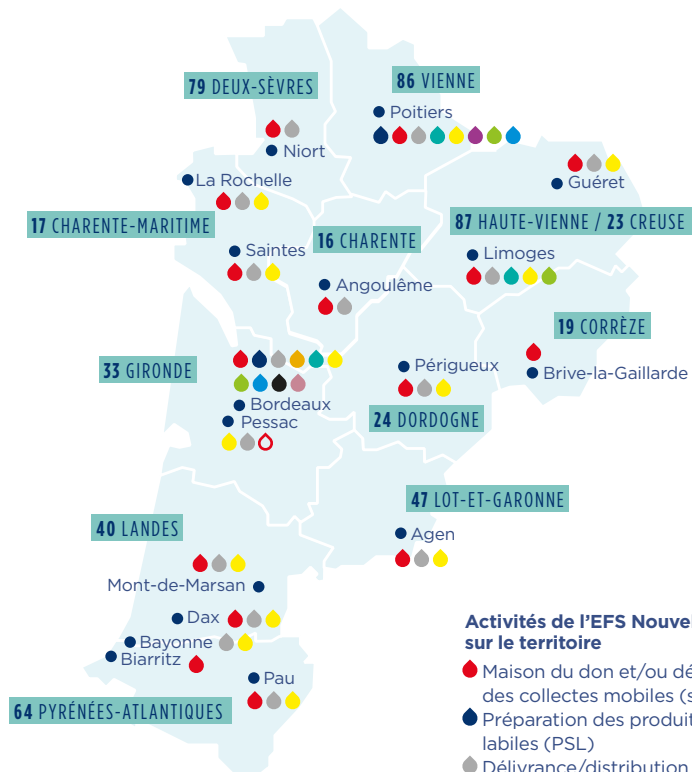 79 DEUX-SÈVRES
86 VIENNE
Poitiers
Niort
La Rochelle
Guéret
17 CHARENTE-MARITIME
87 HAUTE-VIENNE / 23 CREUSE
16 CHARENTE
Saintes
Limoges
Angoulême
19 CORRÈZE
33 GIRONDE
Périgueux
Brive-la-Gaillarde
Bordeaux
24 DORDOGNE
Pessac
47 LOT-ET-GARONNE
40 LANDES
Agen
Mont-de-Marsan
Dax
Bayonne
Biarritz
Pau
64 PYRÉNÉES-ATLANTIQUES
Activités de l'EFS Nouvel
sur le territoire
Maison du don et/ou dé
des collectes mobiles (s
Préparation des produit
labiles (PSL)
Délivrance/distribution